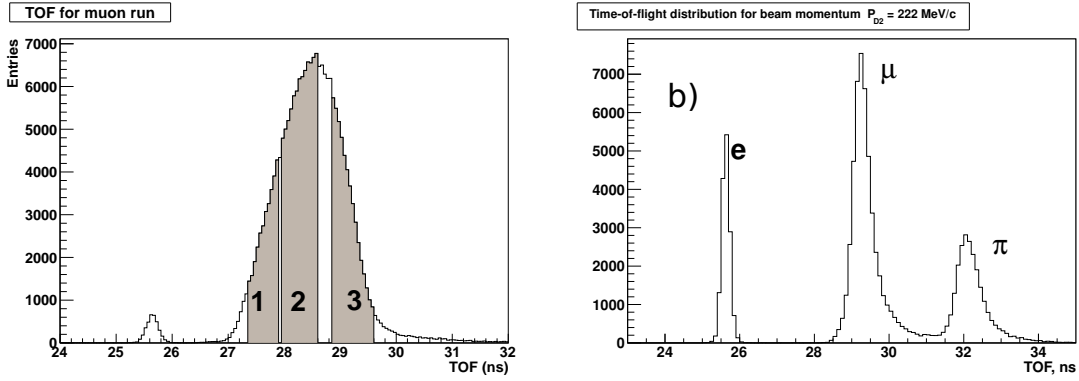 TOF for muon run
Entries
7000
6000
5000
4000
3000
2000
1000
0
1
2
3
24 25 26 27 28 29 30 31 32
TOF (ns)
Time-of-flight distribution for beam momentum P_D2 = 222 MeV/c
7000
6000
5000
4000
3000
2000
1000
0
b)
e
μ
π
24 26 28 30 32 34
TOF, ns